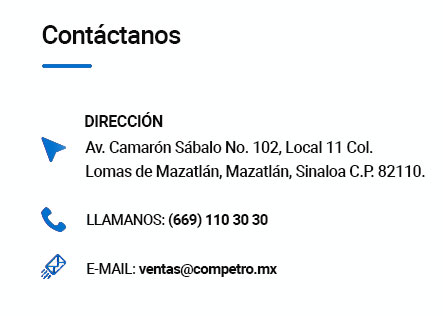 Contáctanos
DIRECCIÓN
Av. Camarón Sábalo No. 102, Local 11 Col.
Lomas de Mazatlán, Mazatlán, Sinaloa C.P. 82110.
LLAMANOS: (669) 110 30 30
E-MAIL: ventas@competro.mx